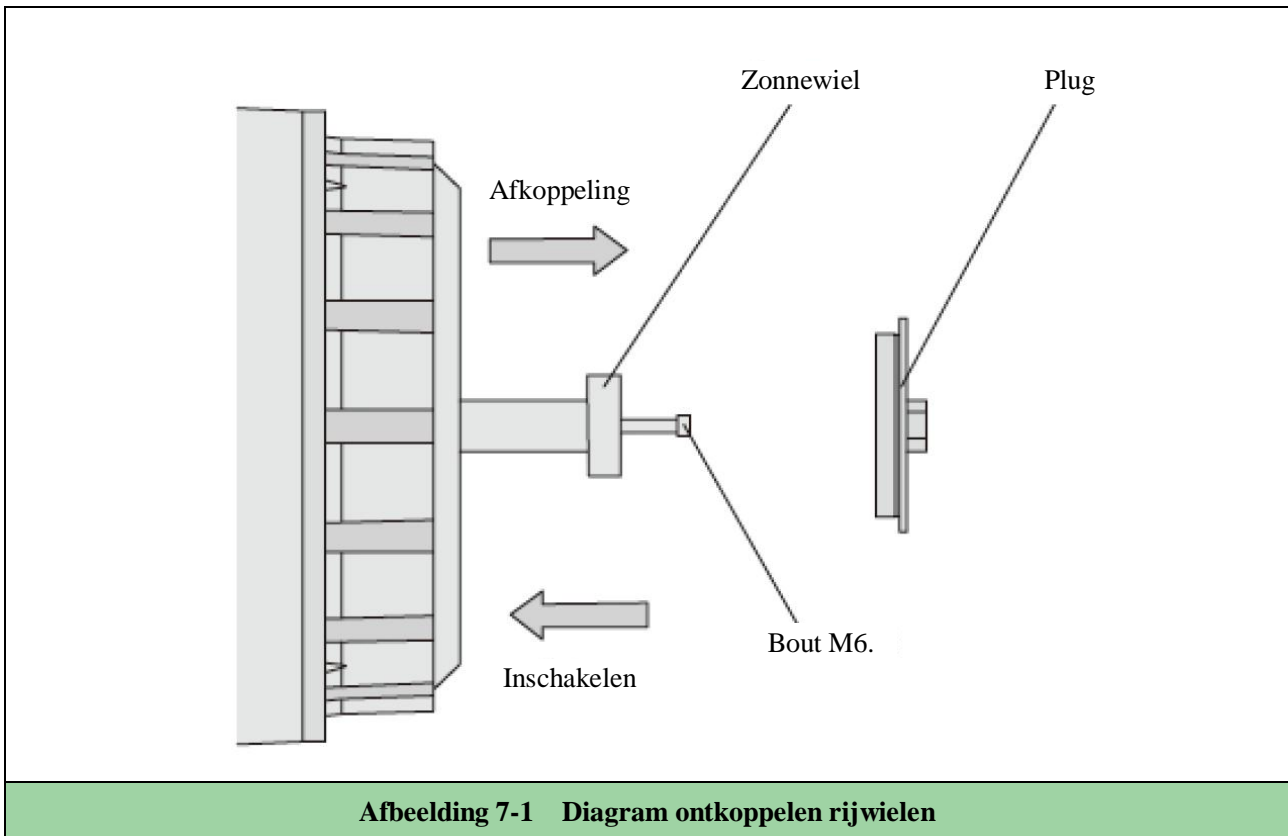 Zonnewiel
Plug
Afkoppeling
Bout M6.
Inschakelen
Afbeelding 7-1 Diagram ontkoppelen rijwielen